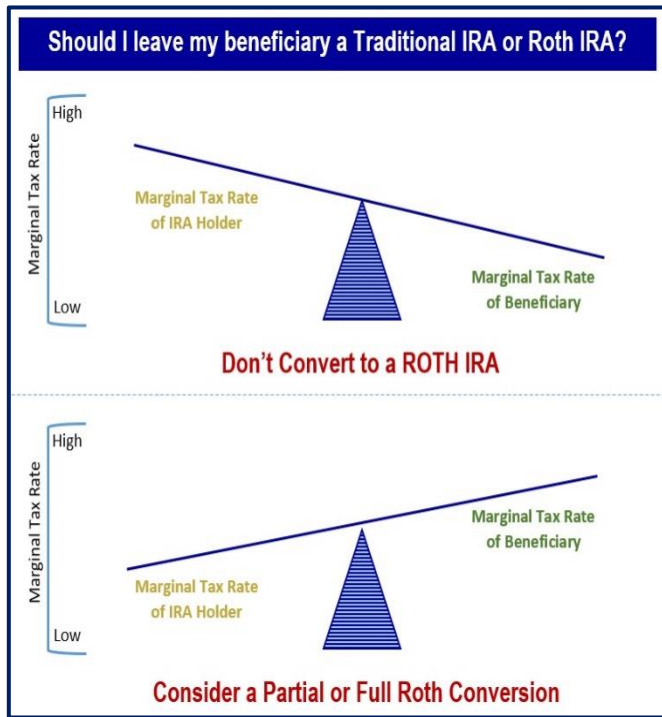 Should I leave my beneficiary a Traditional IRA or Roth IRA?
High
Marginal Tax Rate
Low
Marginal Tax Rate
of IRA Holder
Marginal Tax Rate
of Beneficiary
Don't Convert to a ROTH IRA
High
Marginal Tax Rate
Low
Marginal Tax Rate
of Beneficiary
Marginal Tax Rate
of IRA Holder
Consider a Partial or Full Roth Conversion